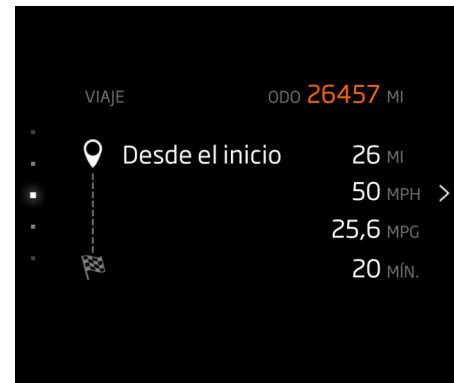 VIAJE ODO 26457 MI
Desde el inicio 26 MI
50 MPH
25,6 MPG
20 MÍN.